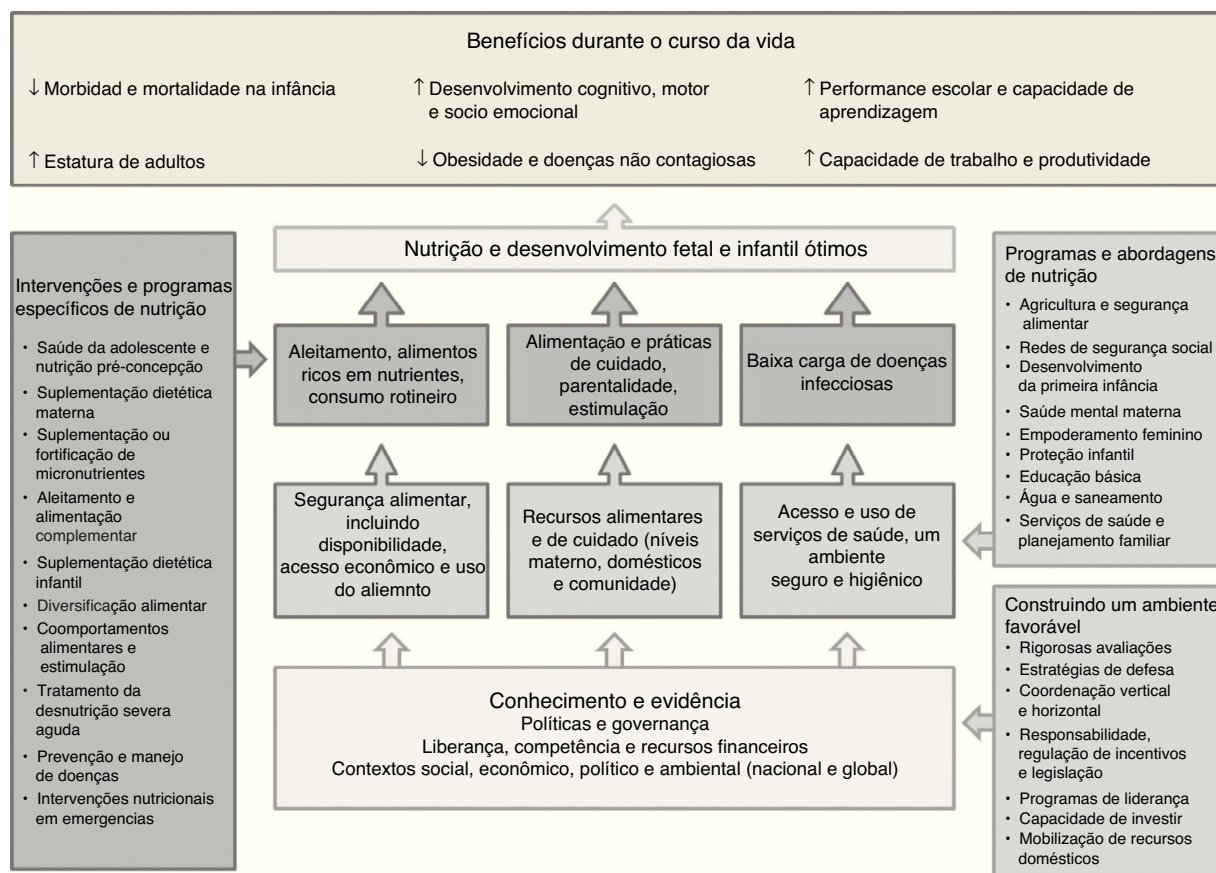 Benefícios durante o curso da vida
↓ Morbidad e mortalidade na infância
↑ Desenvolvimento cognitivo, motor
e socio emocional
↑ Performance escolar e capacidade de
aprendizagem
↑ Estatura de adultos
↓ Obesidade e doenças não contagiosas
↑ Capacidade de trabalho e produtividade
Nutrição e desenvolvimento fetal e infantil ótimos
Intervenções e programas
específicos de nutrição
• Saúde da adolescente e
nutrição pré-concepção
• Suplementação dietética
materna
• Suplementação ou
fortificação de
micronutrientes
• Aleitamento e
alimentação
complementar
• Suplementação dietética
infantil
• Diversificação alimentar
• Coomportamentos
alimentares e
estimulação
• Tratamento da
desnutrição severa
aguda
• Prevenção e manejo
de doenças
• Intervenções nutricionais
em emergencias
Aleitamento, alimentos
ricos em nutrientes,
consumo rotineiro
Alimentação e práticas
de cuidado,
parentalidade,
estimulação
Baixa carga de doenças
infecciosas
Segurança alimentar,
incluindo
disponibilidade,
acesso econômico e uso
do aliemnto
Recursos alimentares
e de cuidado (níveis
materno, domésticos
e comunidade)
Acesso e uso de
serviços de saúde, um
ambiente
seguro e higiênico
Conhecimento e evidência
Políticas e governança
Liberança, competência e recursos financeiros
Contextos social, econômico, político e ambiental (nacional e global)
Programas e abordagens
de nutrição
• Agricultura e segurança
alimentar
• Redes de segurança social
• Desenvolvimento
da primeira infância
• Saúde mental materna
• Empoderamento feminino
• Proteção infantil
• Educação básica
• Água e saneamento
• Serviços de saúde e
planejamento familiar
Construindo um ambiente
favorável
• Rigorosas avaliações
• Estratégias de defesa
• Coordenação vertical
e horizontal
• Responsabilidade,
regulação de incentivos
e legislação
• Programas de liderança
• Capacidade de investir
• Mobilização de recursos
domésticos